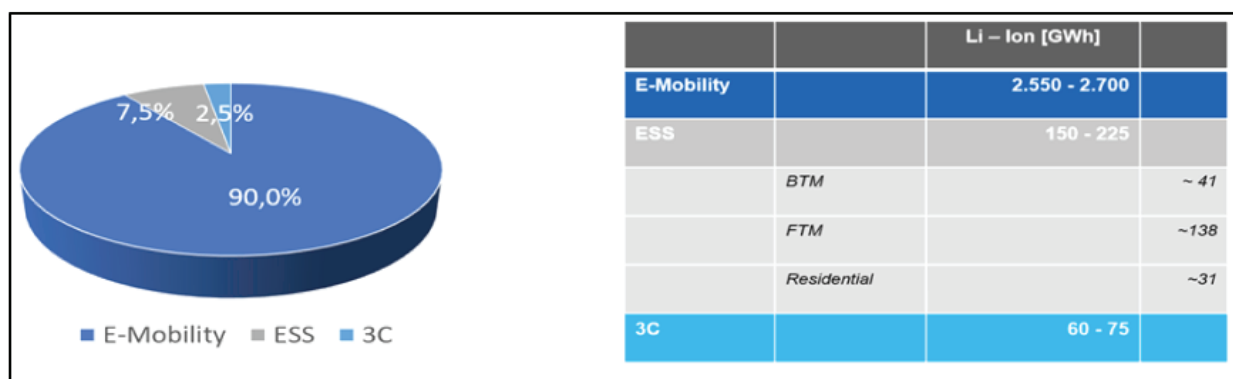 7,5%
2,5%
90,0%
E-Mobility ESS 3C
Li – Ion [GWh]
E-Mobility 2.550 - 2.700
ESS 150 - 225
BTM ~ 41
FTM ~138
Residential ~31
3C 60 - 75